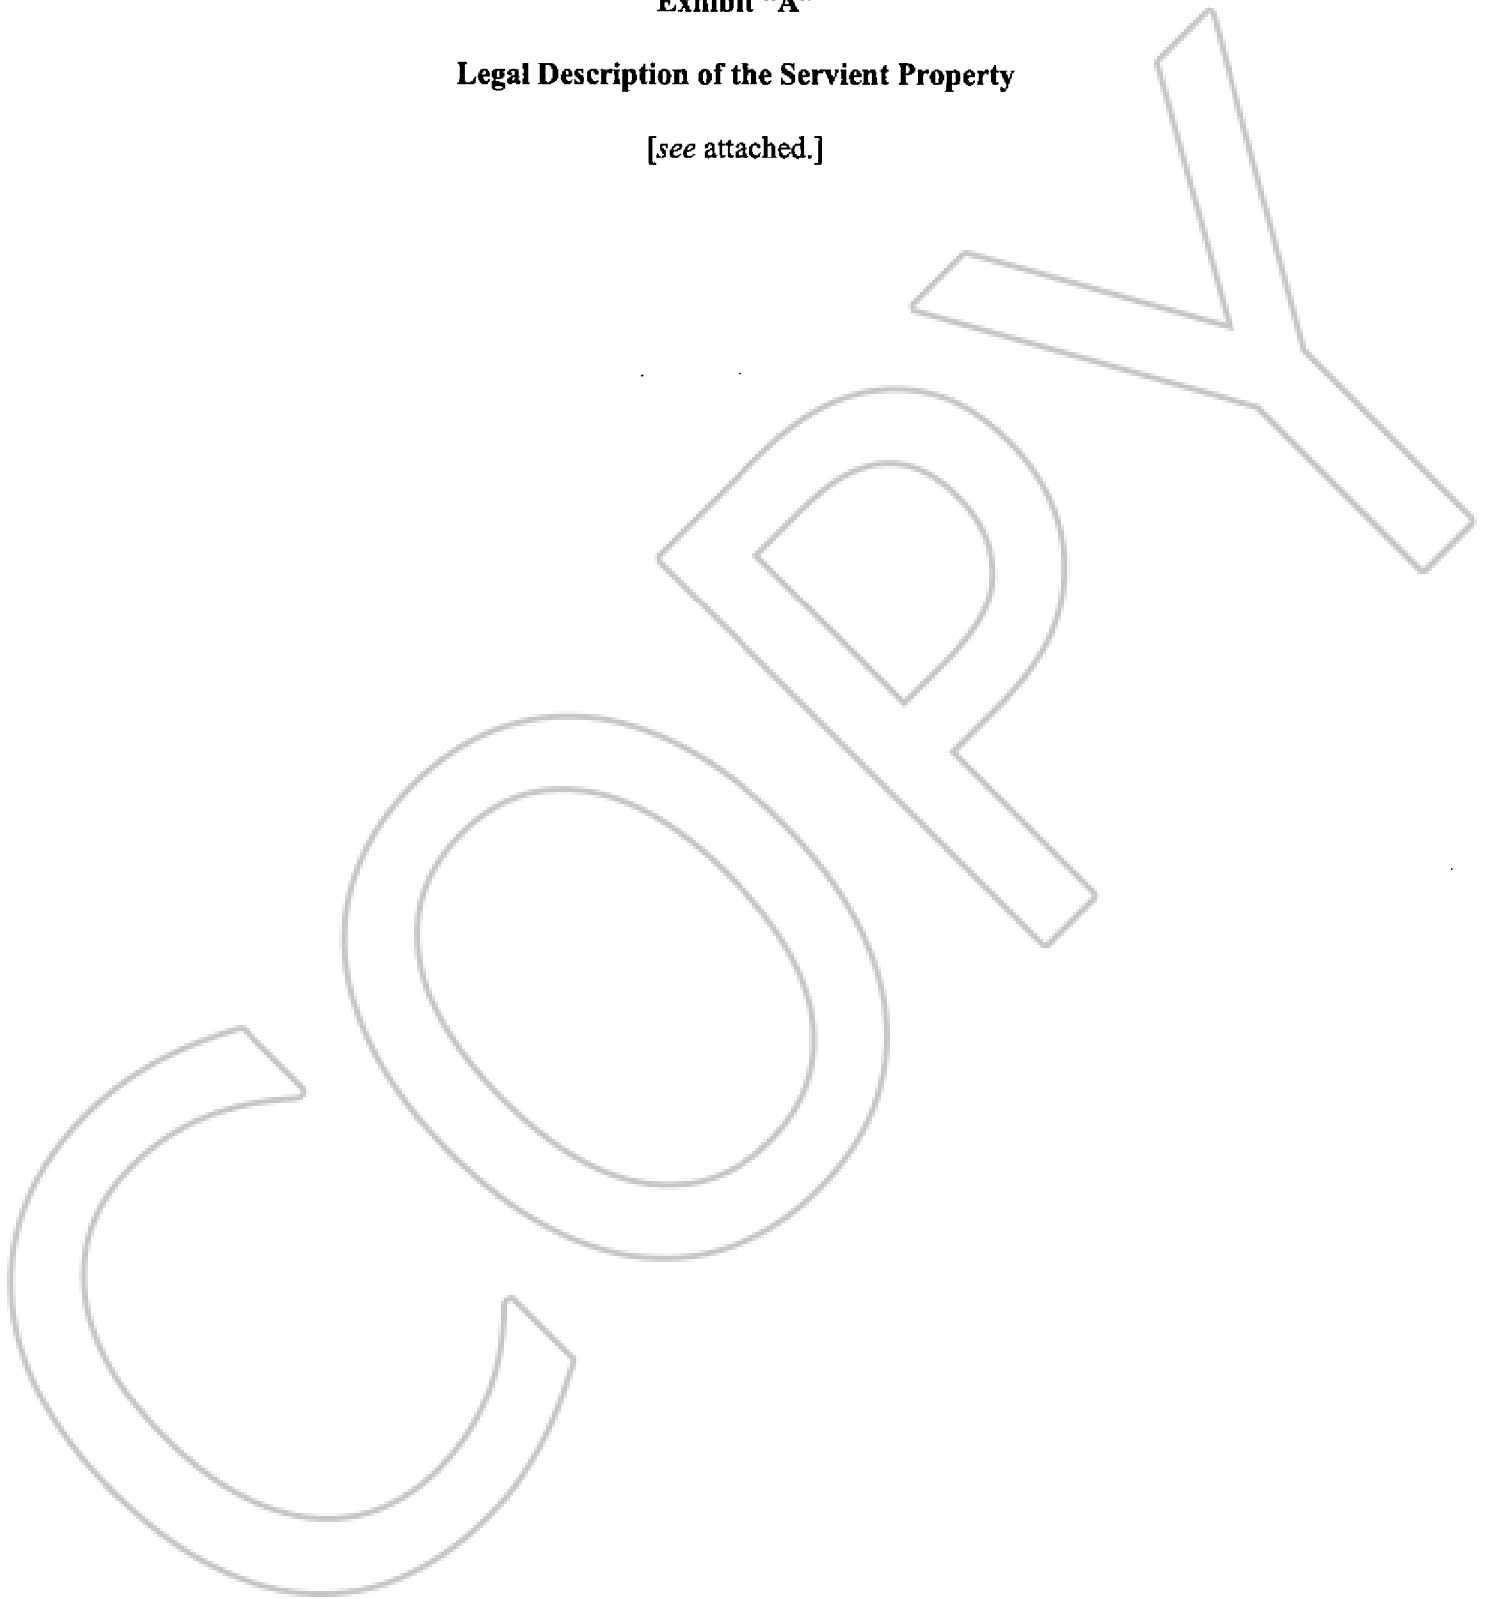 Exhibit "A"
Legal Description of the Servient Property
[see attached.]
COPY